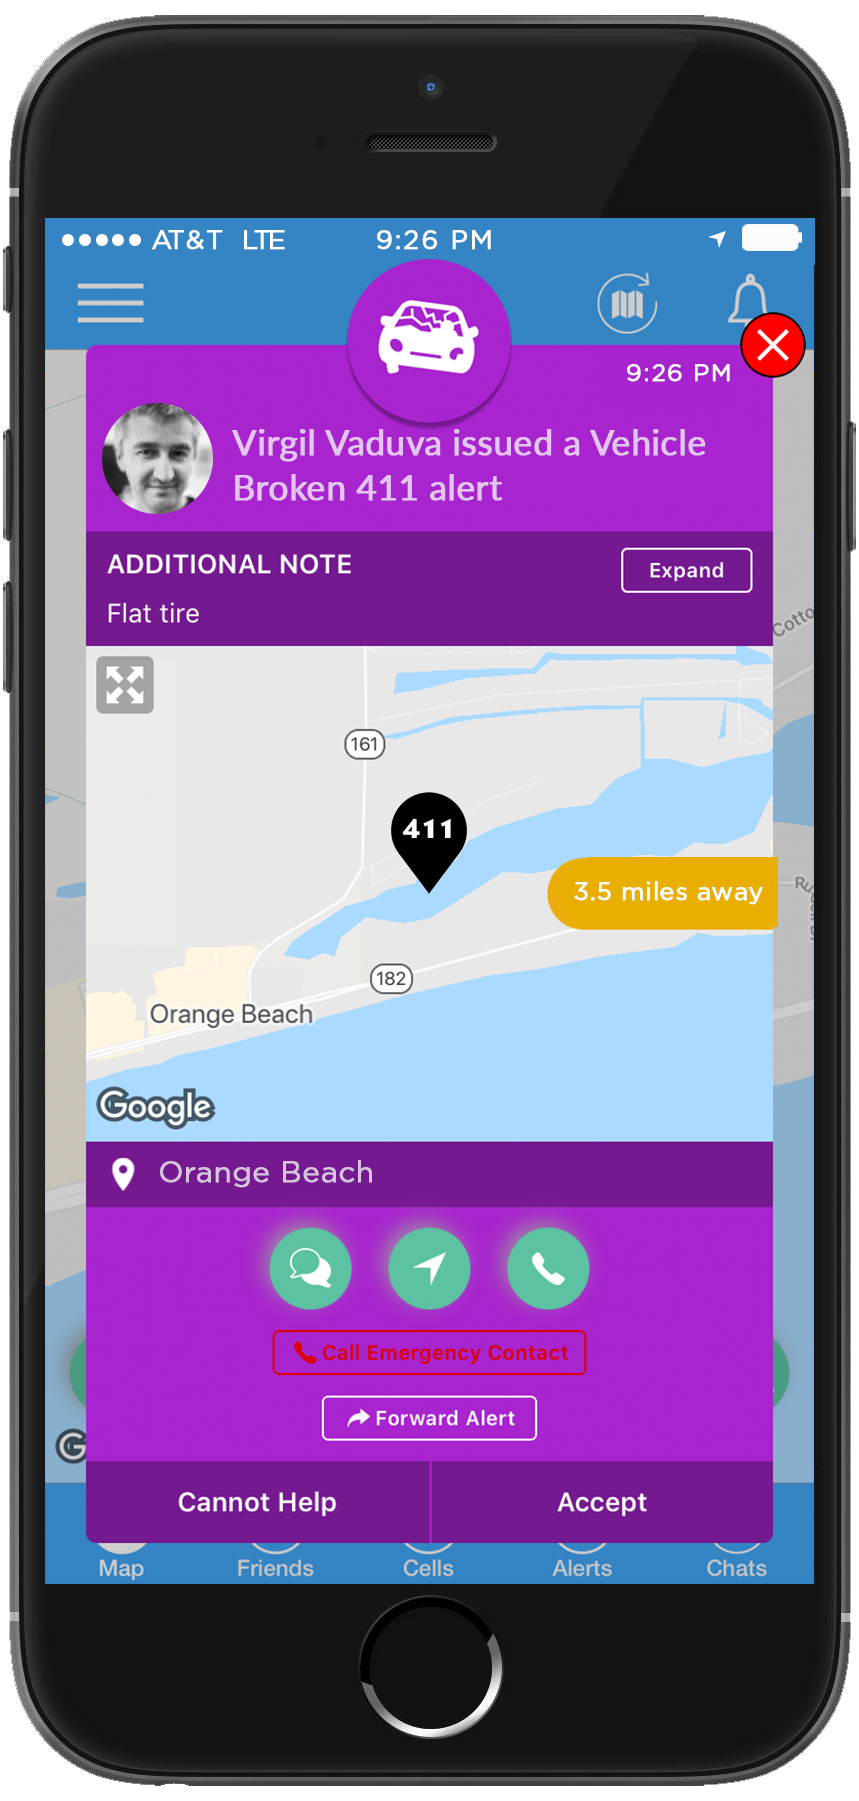 AT&T LTE 9:26 PM
9:26 PM
Virgil Vaduva issued a Vehicle
Broken 411 alert
ADDITIONAL NOTE
Expand
Flat tire
Cotto
161
411
3.5 miles away
182
Orange Beach
Google
Orange Beach
Call Emergency Contact
Forward Alert
G
Cannot Help
Accept
Map Friends Cells Alerts Chats